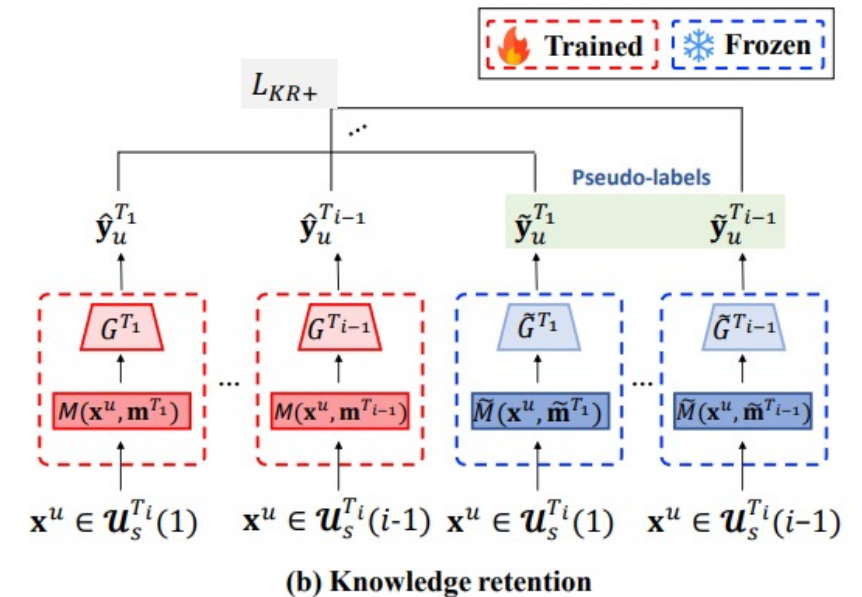 Trained Frozen
L_{KR+}
...
Pseudo-labels
ŷ_u^{T_1} ŷ_u^{T_{i−1}} ỹ_u^{T_1} ỹ_u^{T_{i−1}}
G^{T_1} G^{T_{i−1}} G̃^{T_1} G̃^{T_{i−1}}
... ...
M(x^u, m^{T_1}) M(x^u, m^{T_{i−1}}) M̃(x^u, m̃^{T_1}) M̃(x^u, m̃^{T_{i−1}})
x^u ∈ 𝓤_s^{T_i}(1) x^u ∈ 𝓤_s^{T_i}(i-1) x^u ∈ 𝓤_s^{T_i}(1) x^u ∈ 𝓤_s^{T_i}(i–1)
(b) Knowledge retention